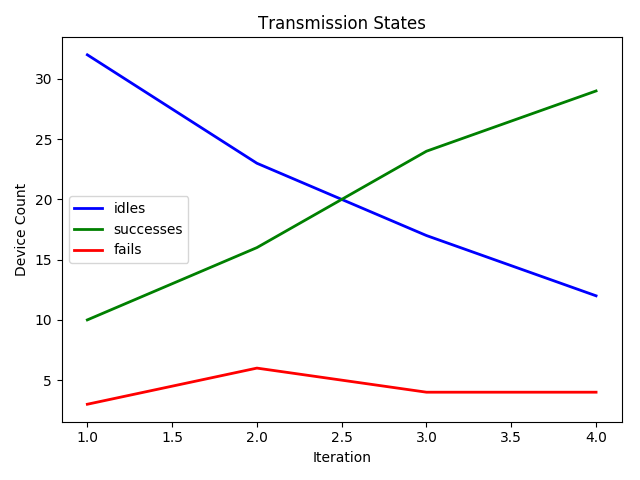 Transmission States
Device Count
30
25
20
15
10
5
idles
successes
fails
1.0 1.5 2.0 2.5 3.0 3.5 4.0
Iteration